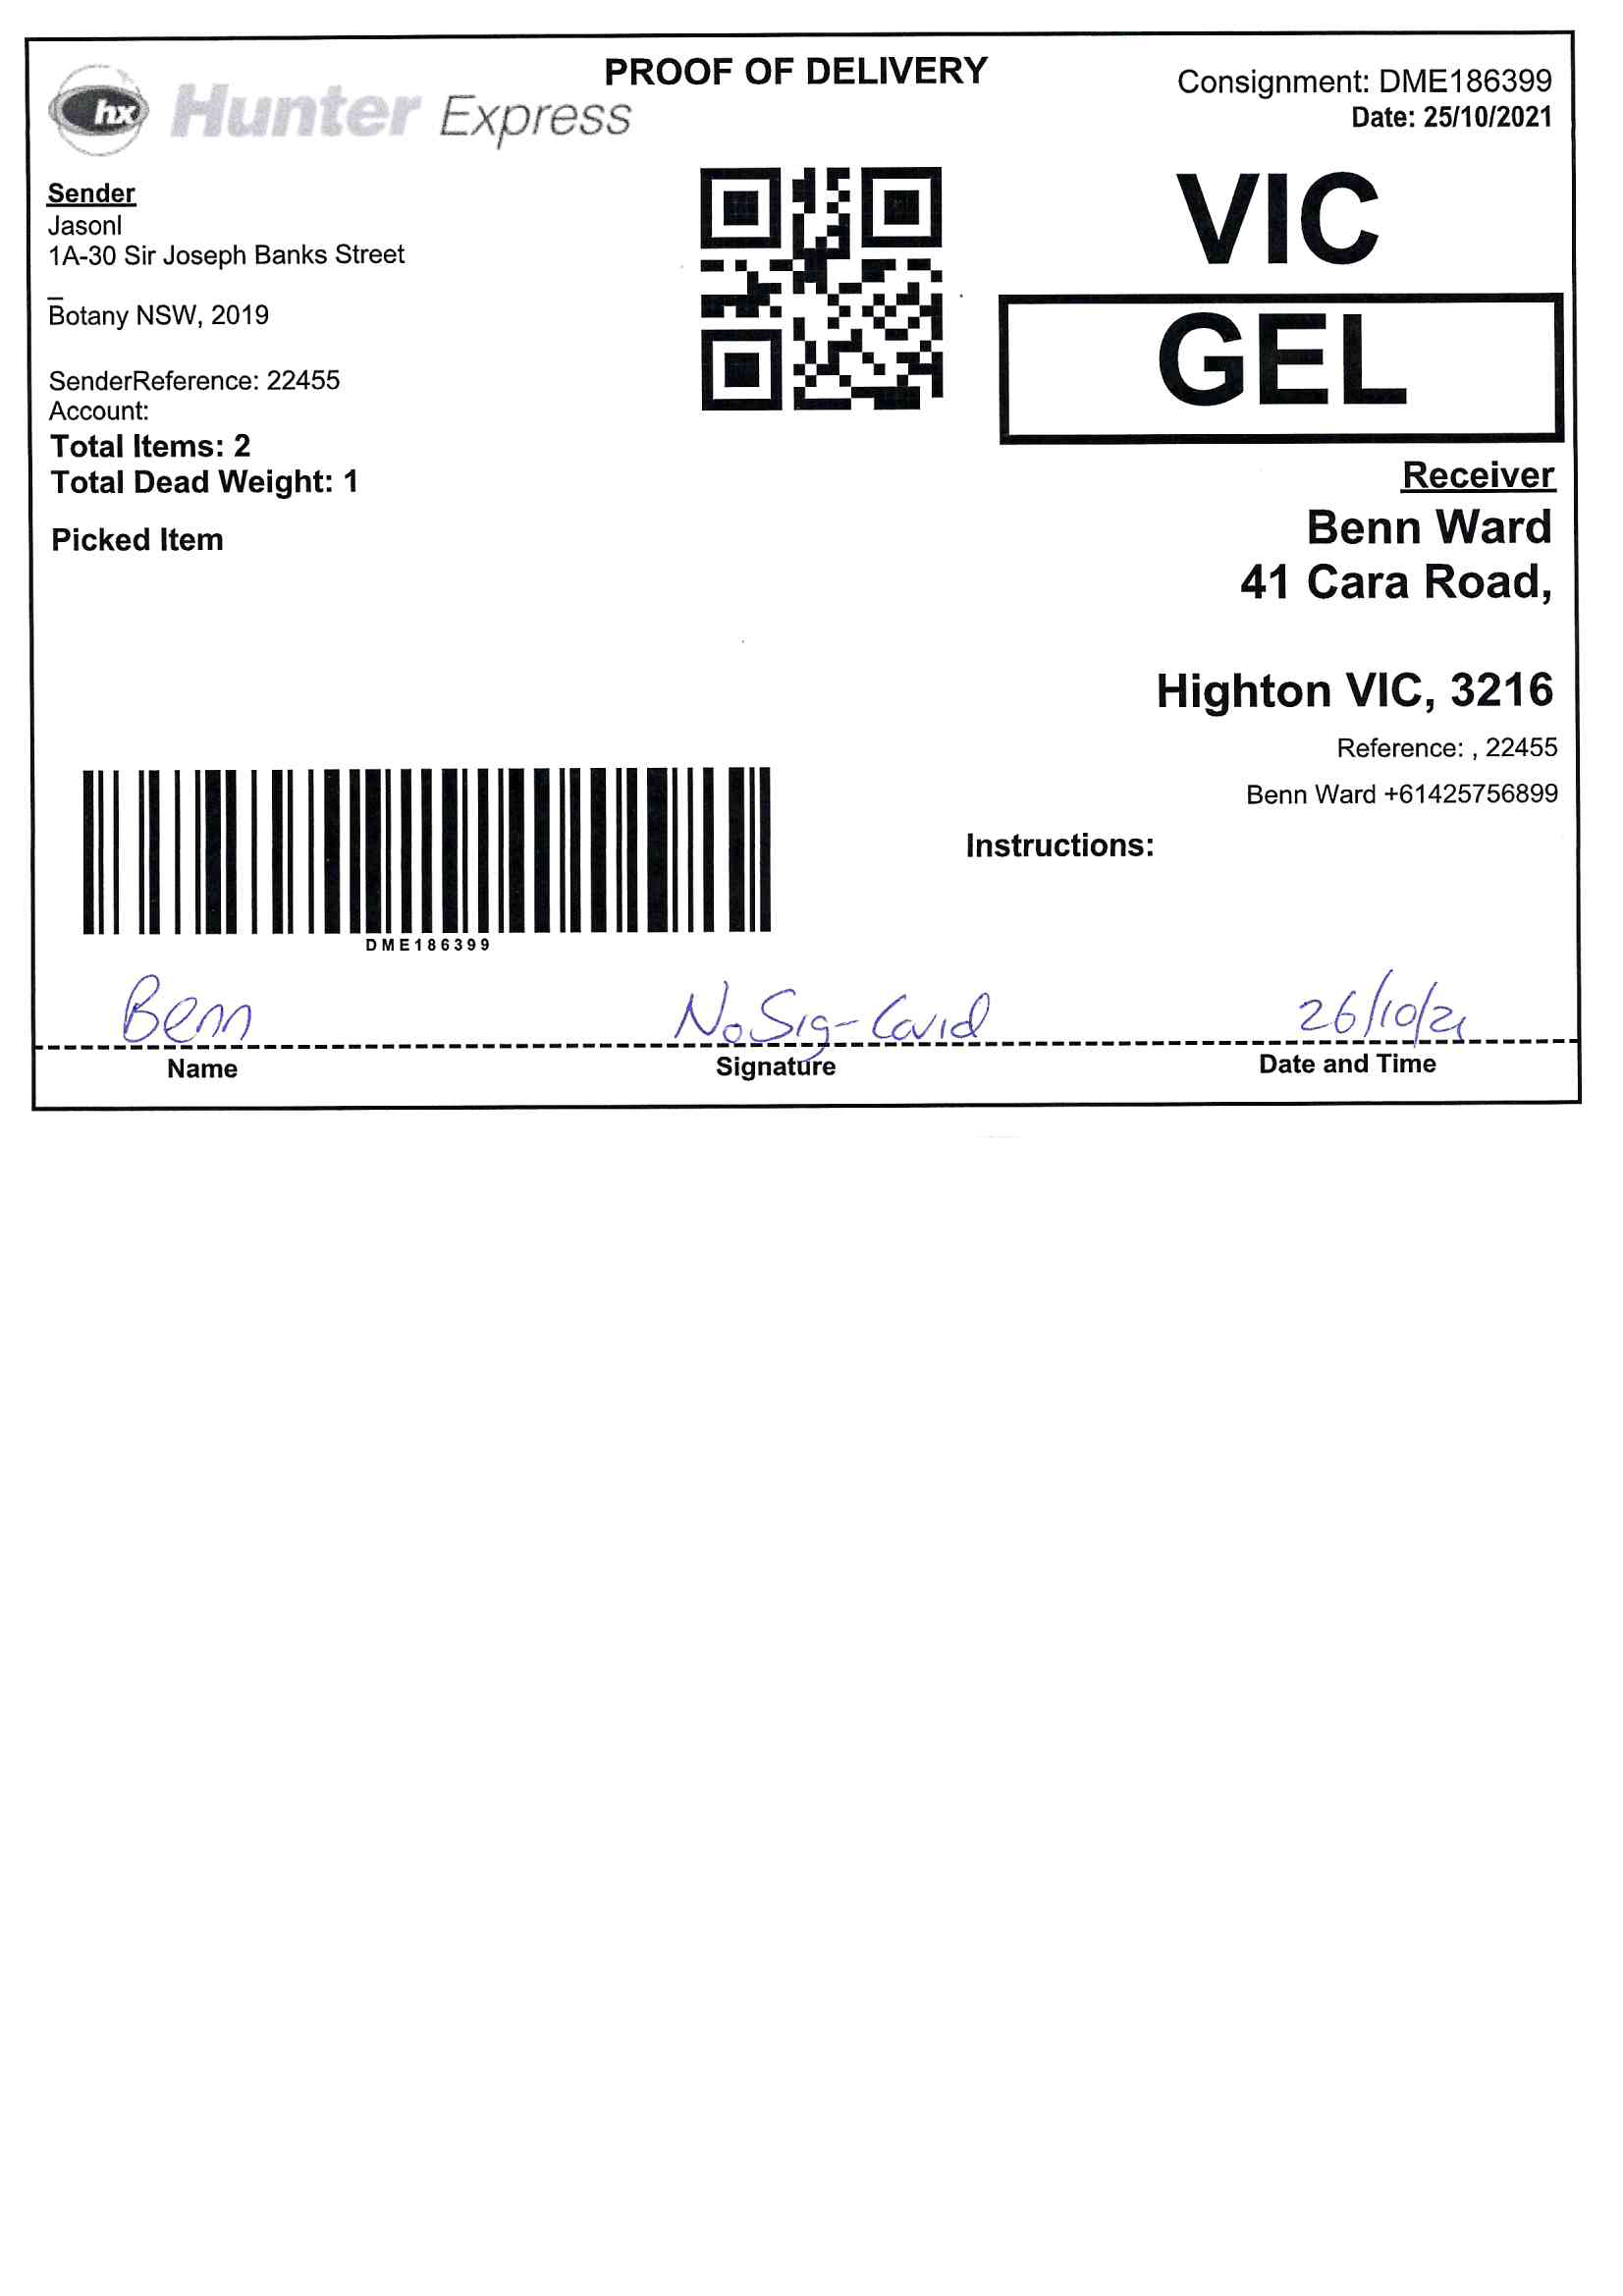 PROOF OF DELIVERY
hx Hunter Express
Consignment: DME186399
Date: 25/10/2021
Sender
Jasonl
1A-30 Sir Joseph Banks Street
_
Botany NSW, 2019
SenderReference: 22455
Account:
Total Items: 2
Total Dead Weight: 1
Picked Item
VIC
GEL
Receiver
Benn Ward
41 Cara Road,
Highton VIC, 3216
Reference: , 22455
Benn Ward +61425756899
Instructions:
DME186399
Benn No Sig- Covid 26/10/21
Name Signature Date and Time